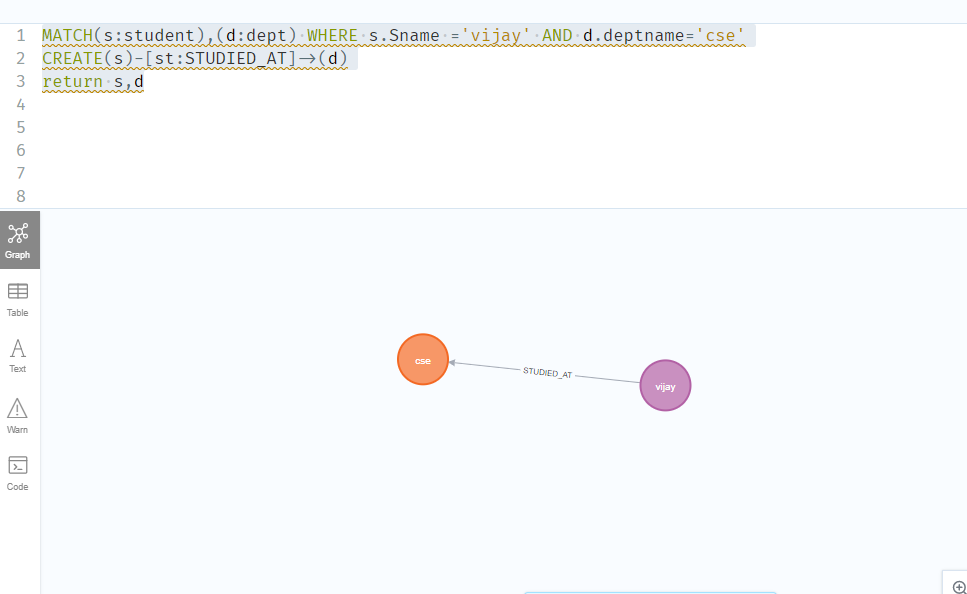 1 MATCH(s:student),(d:dept) WHERE s.Sname ='vijay' AND d.deptname='cse'
2 CREATE(s)-[st:STUDIED_AT]->(d)
3 return s,d
4
5
6
7
8
Graph
Table
Text
Warn
Code
cse
STUDIED_AT
vijay